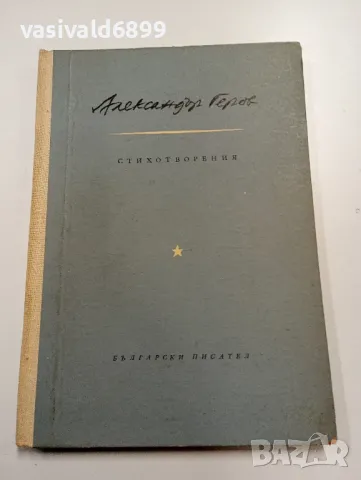 vasivald6899
Александър Геров
СТИХОТВОРЕНИЯ
БЪЛГАРСКИ ПИСАТЕЛ
BAZAR